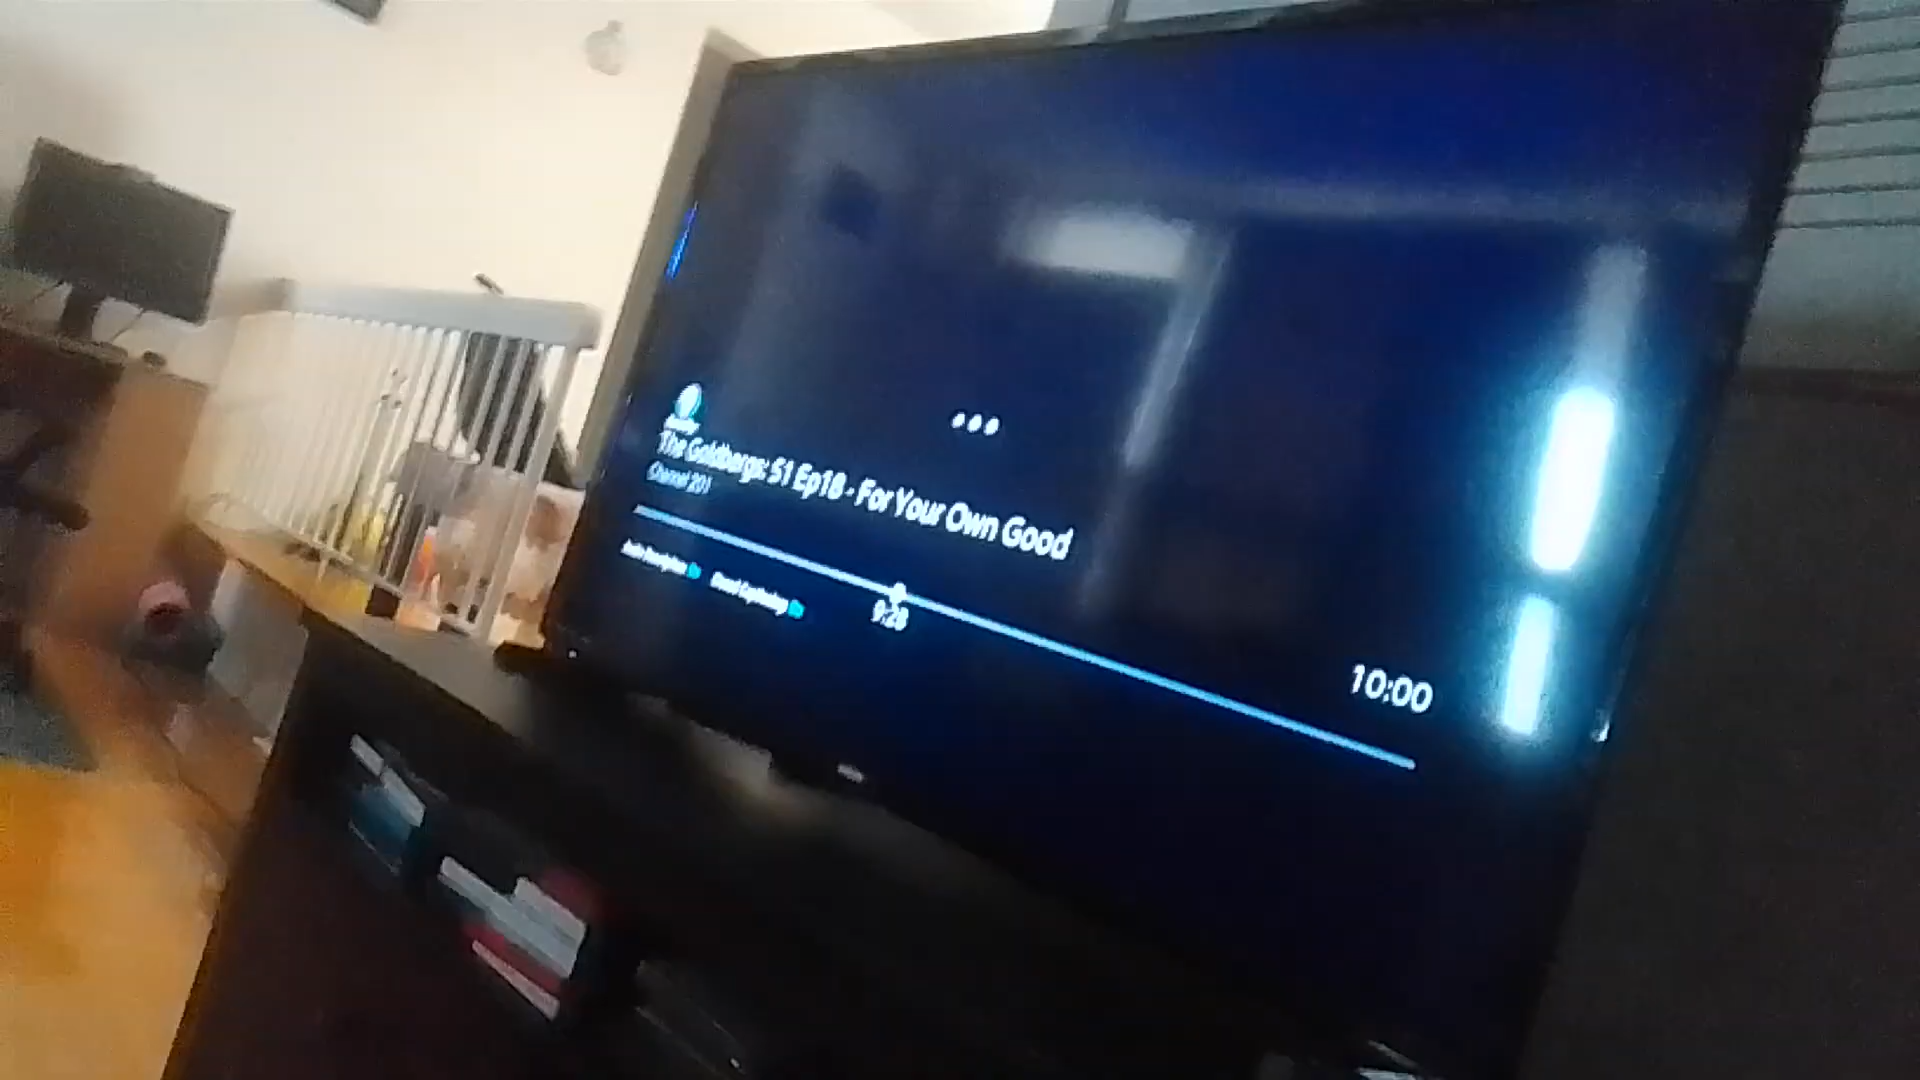 The Goldbergs: S1 Ep18 - For Your Own Good
Channel 201
9:28
10:00
Audio Description
Closed Captioning